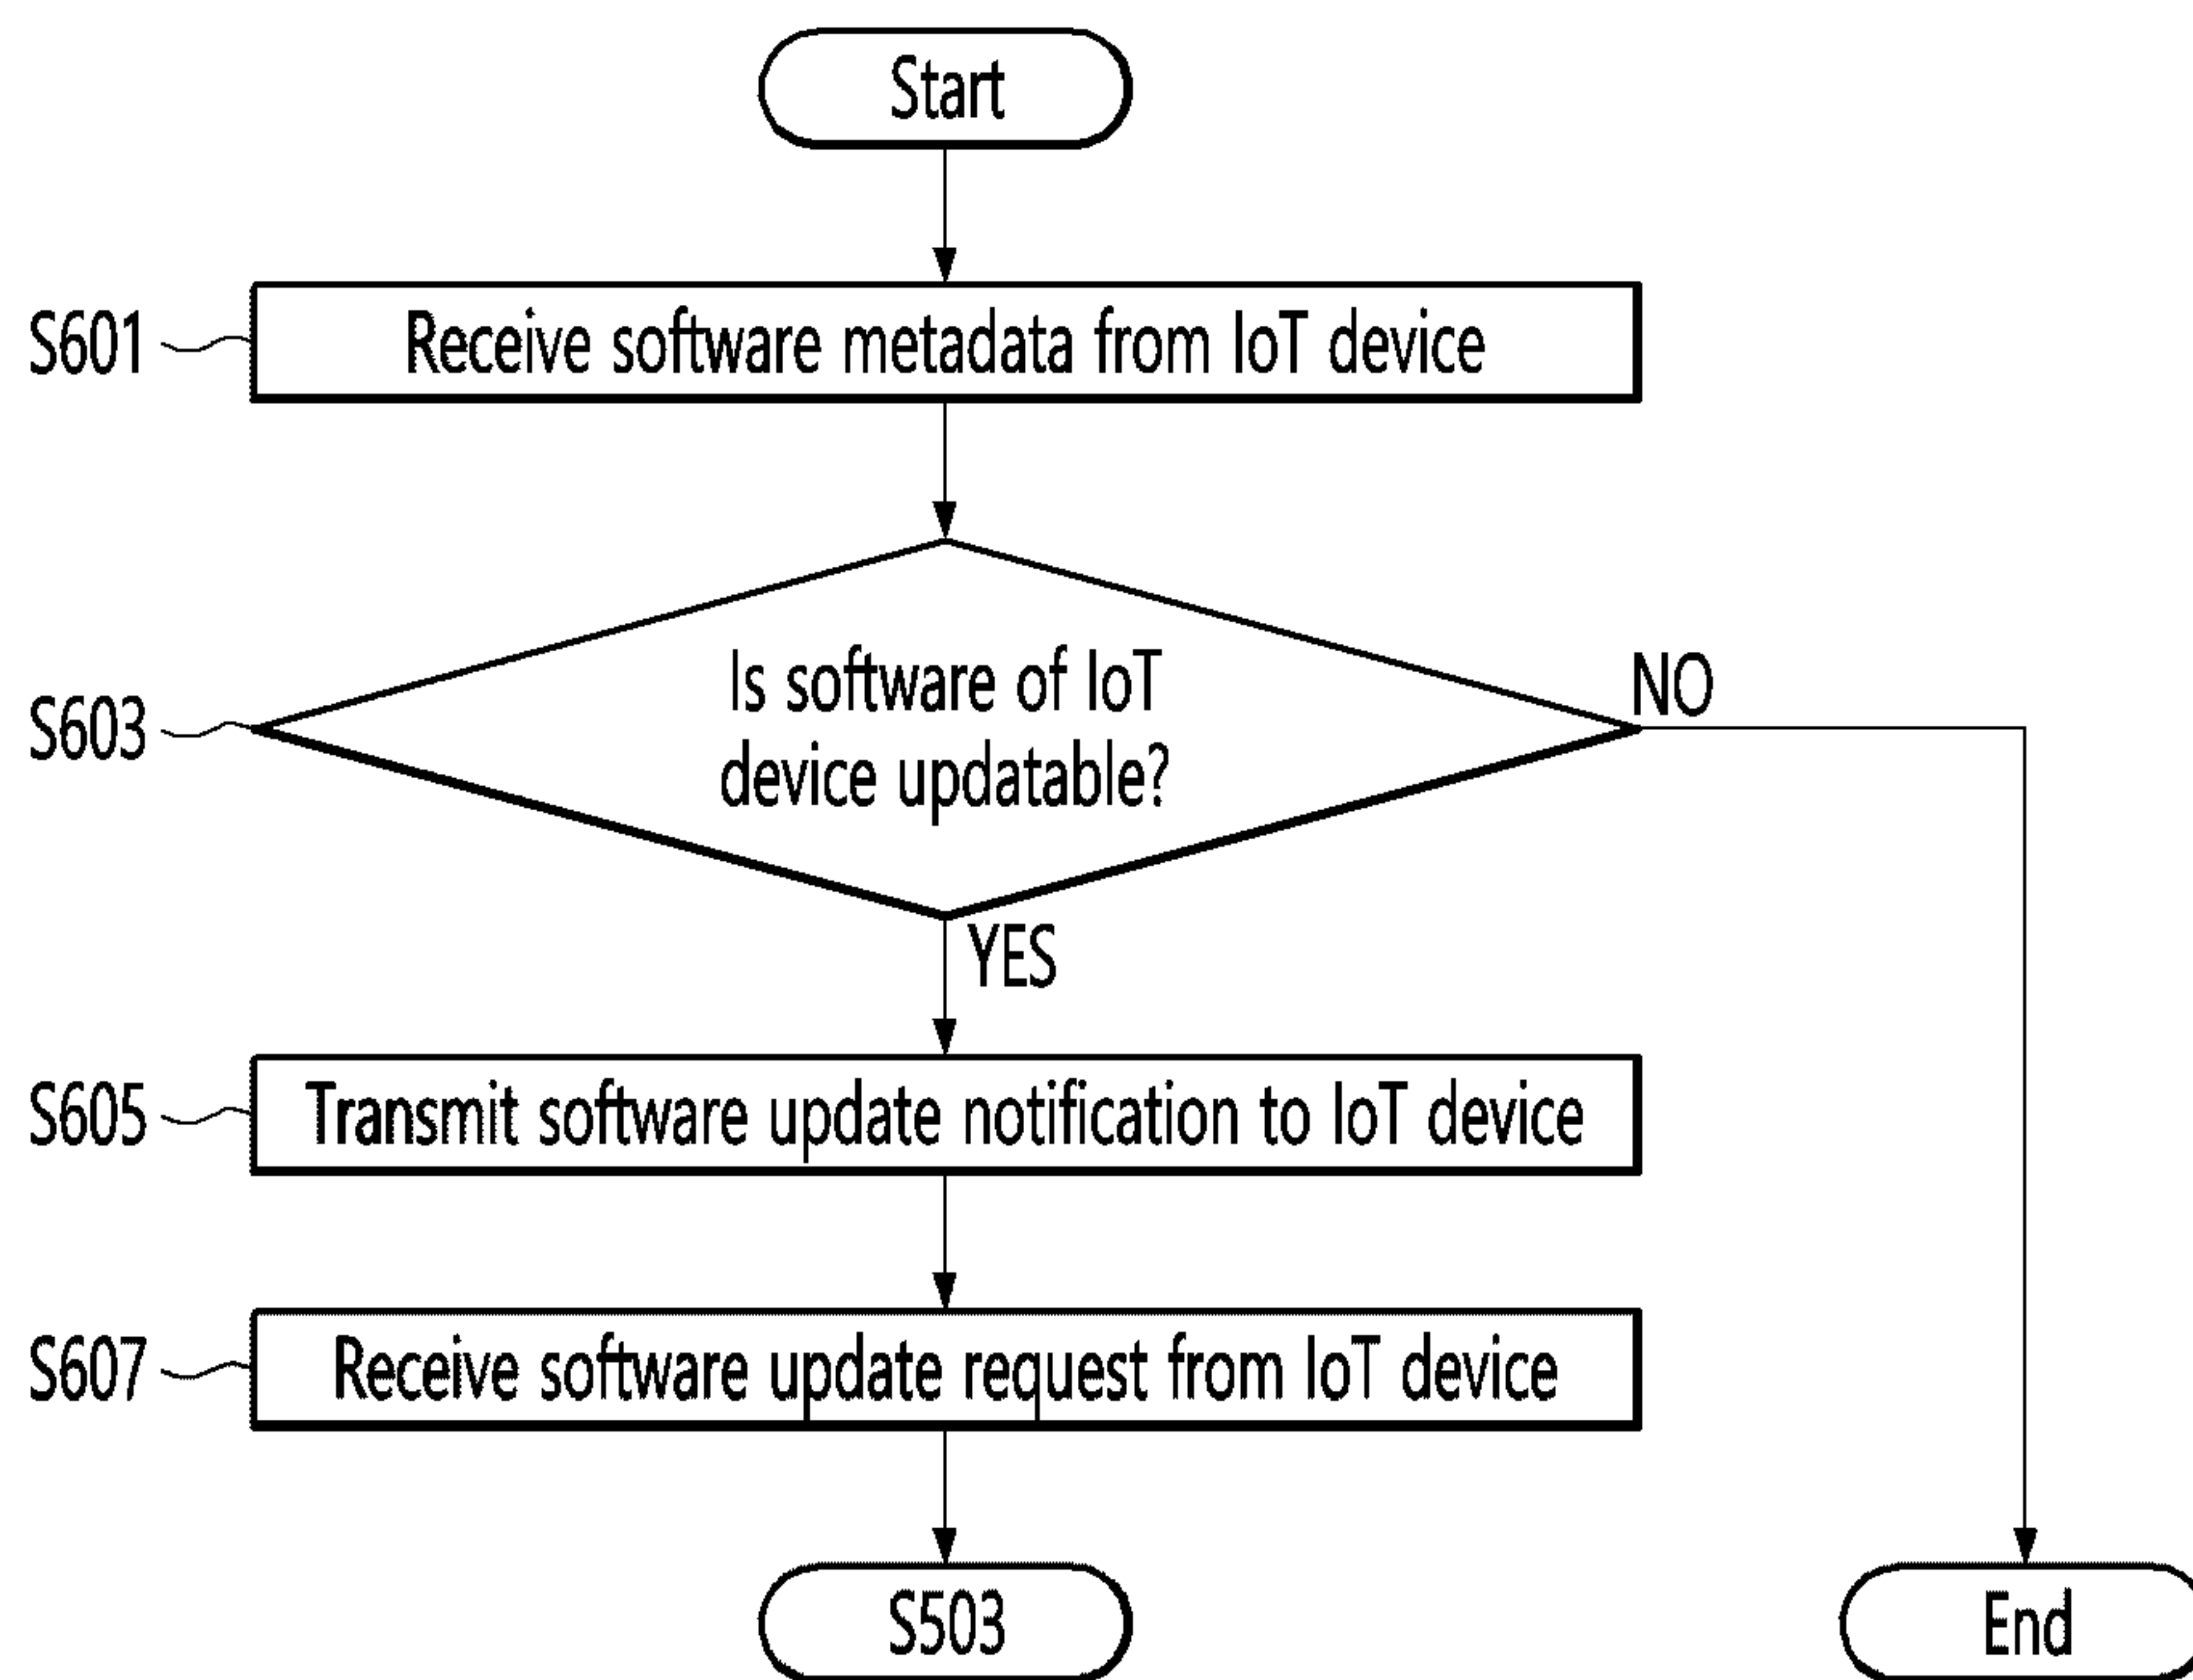 Start
S601
Receive software metadata from IoT device
Is software of IoT
device updatable?
S603
NO
YES
S605
Transmit software update notification to IoT device
S607
Receive software update request from IoT device
S503
End